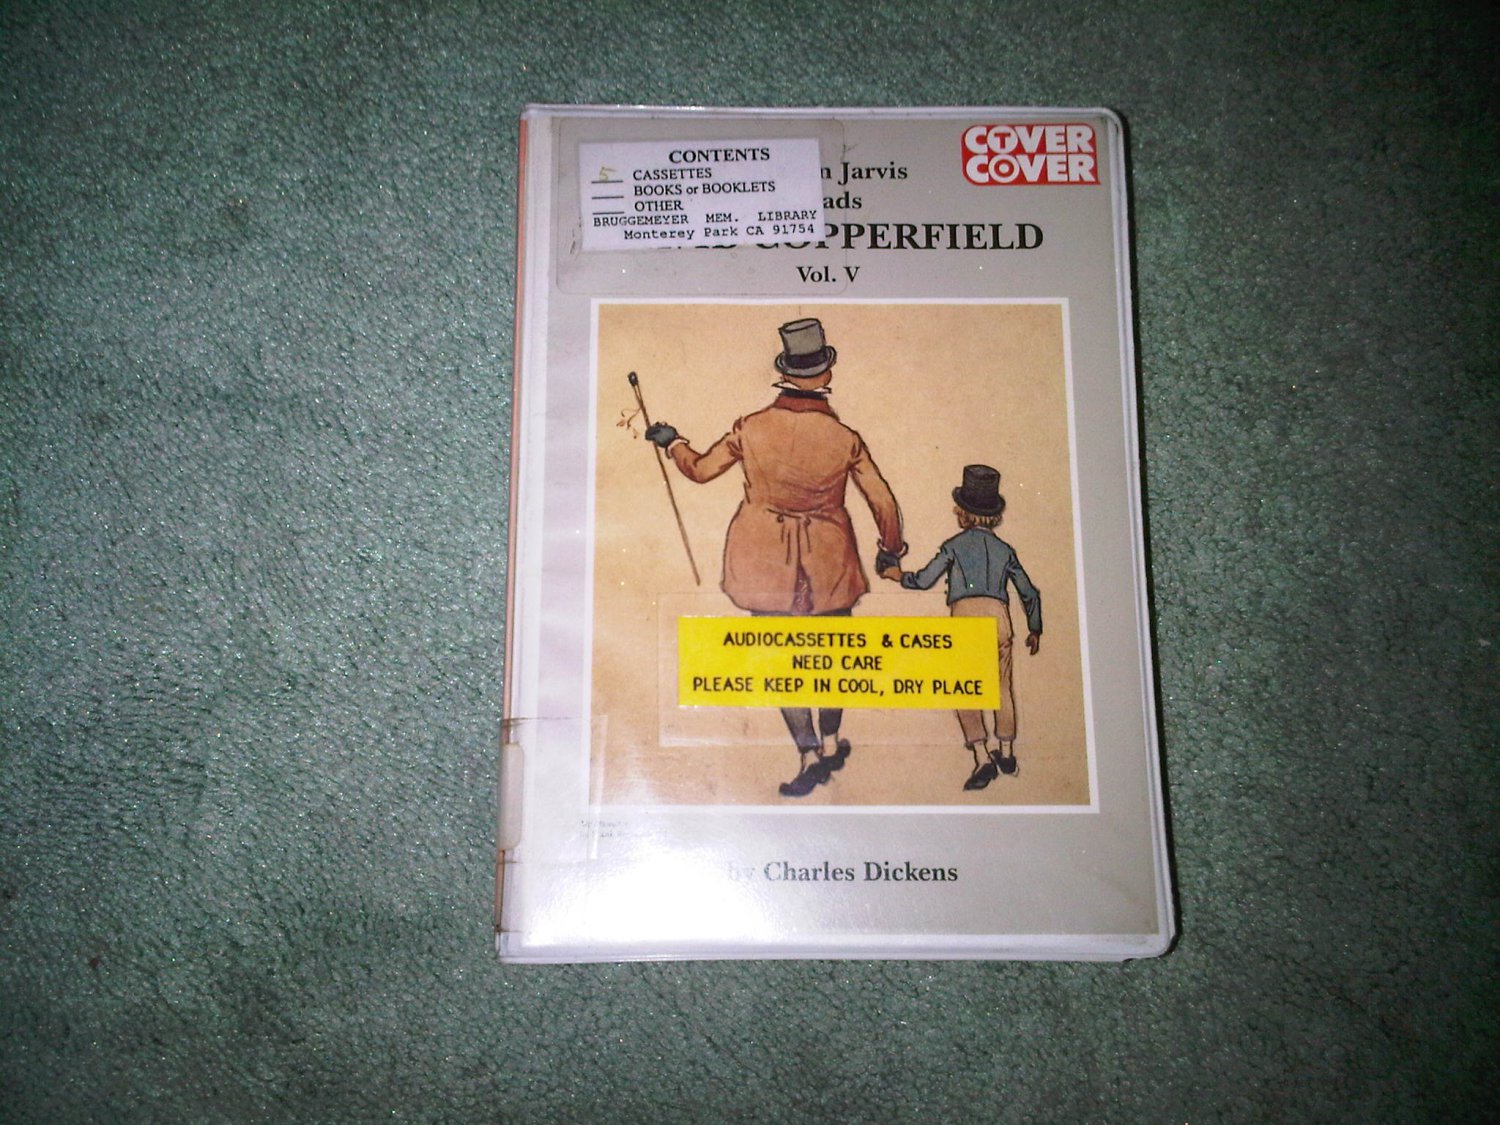 CONTENTS
5 CASSETTES
BOOKS or BOOKLETS
OTHER
BRUGGEMEYER MEM. LIBRARY
Monterey Park CA 91754
COVER
TO
COVER
Jarvis
COPPERFIELD
Vol. V
AUDIOCASSETTES & CASES
NEED CARE
PLEASE KEEP IN COOL, DRY PLACE
by Charles Dickens